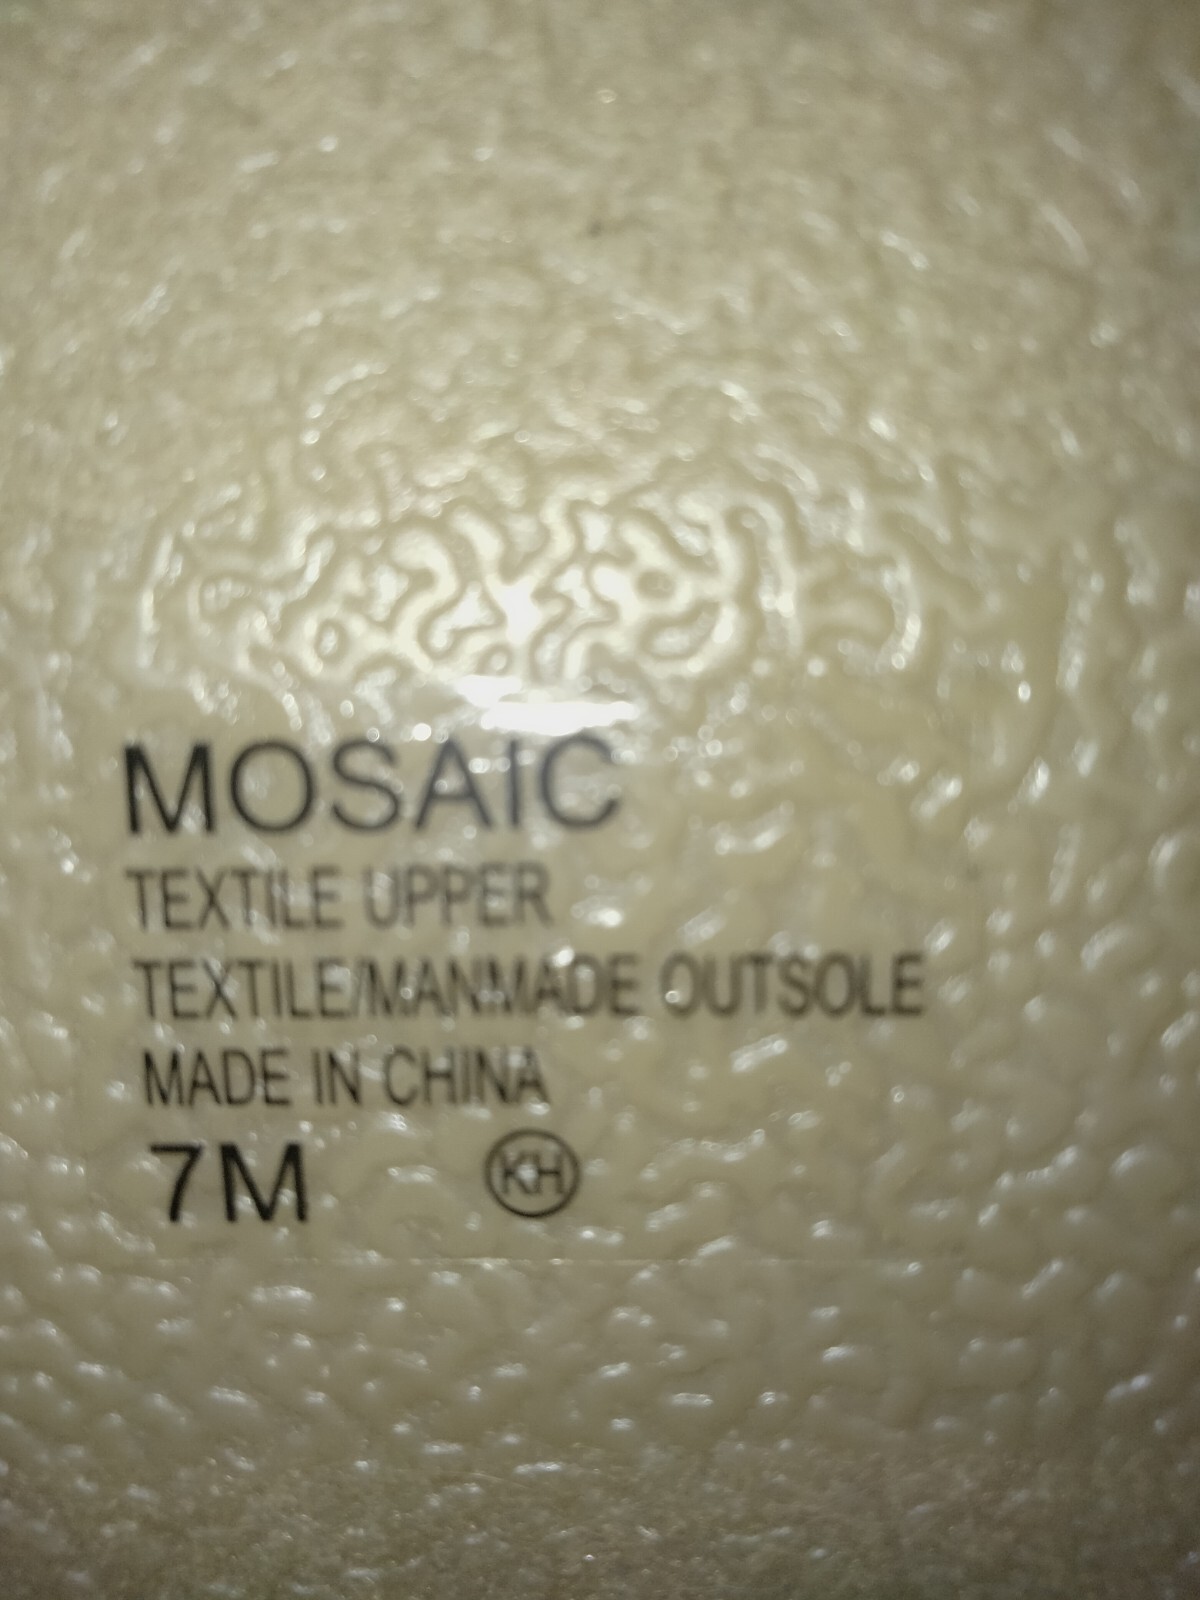 MOSAIC
TEXTILE UPPER
TEXTILE/MANMADE OUTSOLE
MADE IN CHINA
7M KH